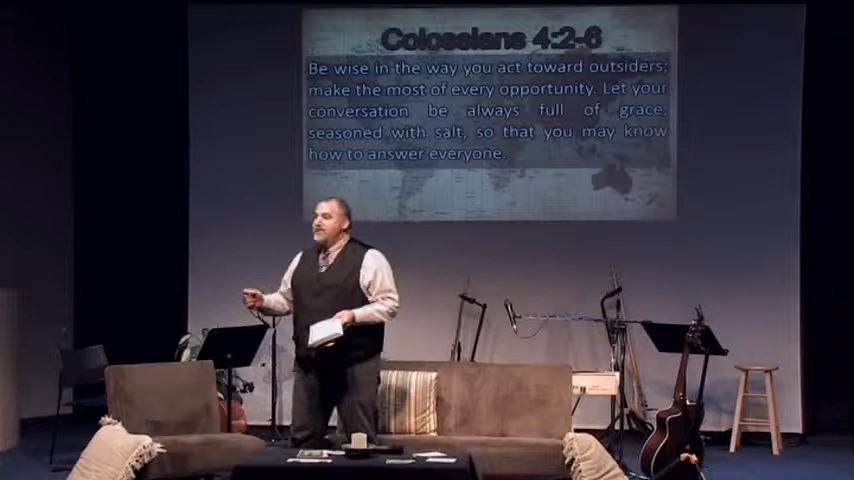 Colossians 4:2-6
Be wise in the way you act toward outsiders;
make the most of every opportunity. Let your
conversation be always full of grace,
seasoned with salt, so that you may know
how to answer everyone.